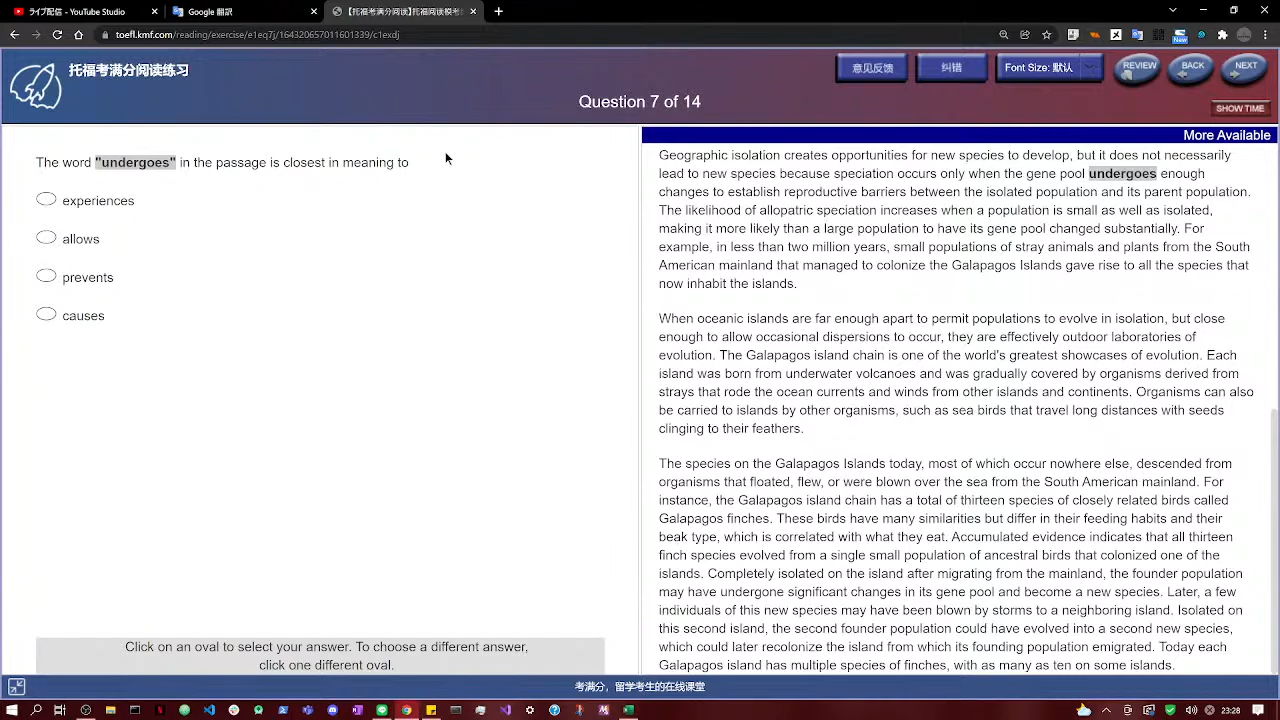 ライブ配信 - YouTube Studio
Google 翻訳
toefl.kmf.com/reading/exercise/e1eq7j/164320657011601339/c1exdj
托福考满分阅读练习
意见反馈
纠错
Font Size: 默认
REVIEW
BACK
NEXT
Question 7 of 14
SHOW TIME
More Available
The word "undergoes" in the passage is closest in meaning to
experiences
allows
prevents
causes
Click on an oval to select your answer. To choose a different answer,
click one different oval.
Geographic isolation creates opportunities for new species to develop, but it does not necessarily
lead to new species because speciation occurs only when the gene pool undergoes enough
changes to establish reproductive barriers between the isolated population and its parent population.
The likelihood of allopatric speciation increases when a population is small as well as isolated,
making it more likely than a large population to have its gene pool changed substantially. For
example, in less than two million years, small populations of stray animals and plants from the South
American mainland that managed to colonize the Galapagos Islands gave rise to all the species that
now inhabit the islands.
When oceanic islands are far enough apart to permit populations to evolve in isolation, but close
enough to allow occasional dispersions to occur, they are effectively outdoor laboratories of
evolution. The Galapagos island chain is one of the world's greatest showcases of evolution. Each
island was born from underwater volcanoes and was gradually covered by organisms derived from
strays that rode the ocean currents and winds from other islands and continents. Organisms can also
be carried to islands by other organisms, such as sea birds that travel long distances with seeds
clinging to their feathers.
The species on the Galapagos Islands today, most of which occur nowhere else, descended from
organisms that floated, flew, or were blown over the sea from the South American mainland. For
instance, the Galapagos island chain has a total of thirteen species of closely related birds called
Galapagos finches. These birds have many similarities but differ in their feeding habits and their
beak type, which is correlated with what they eat. Accumulated evidence indicates that all thirteen
finch species evolved from a single small population of ancestral birds that colonized one of the
islands. Completely isolated on the island after migrating from the mainland, the founder population
may have undergone significant changes in its gene pool and become a new species. Later, a few
individuals of this new species may have been blown by storms to a neighboring island. Isolated on
this second island, the second founder population could have evolved into a second new species,
which could later recolonize the island from which its founding population emigrated. Today each
Galapagos island has multiple species of finches, with as many as ten on some islands.
考满分，留学考生的在线课堂
23:28